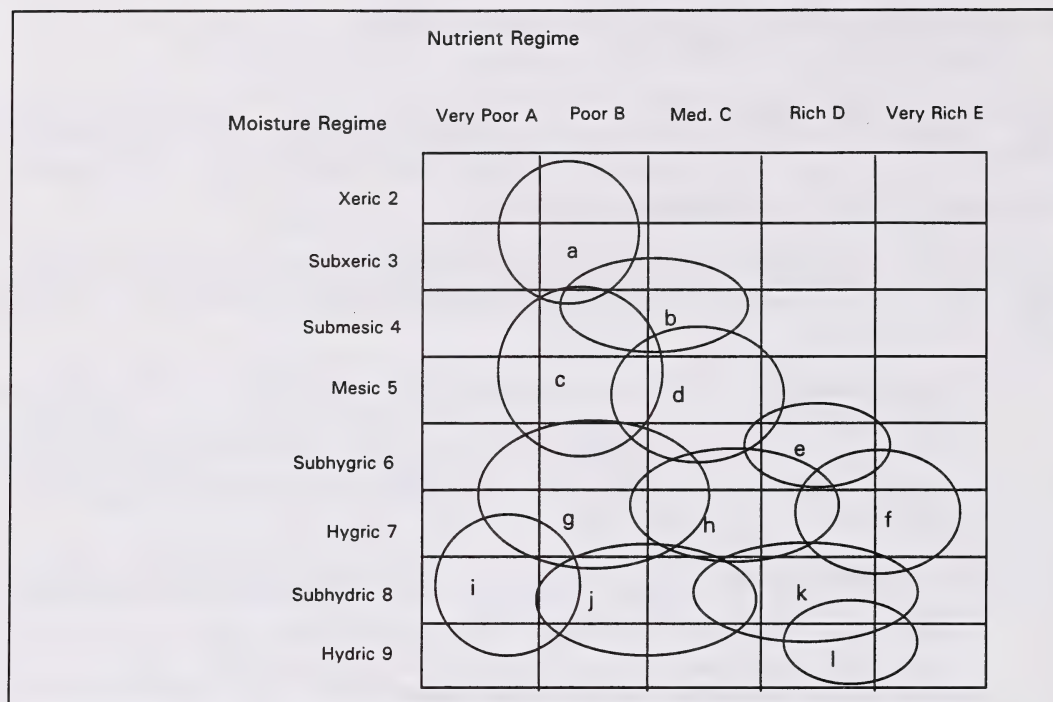 Nutrient Regime
Moisture Regime
Very Poor A Poor B Med. C Rich D Very Rich E
Xeric 2
Subxeric 3
a
Submesic 4
b
Mesic 5
c d
Subhygric 6
e
Hygric 7
g h f
Subhydric 8
i j k
Hydric 9
l